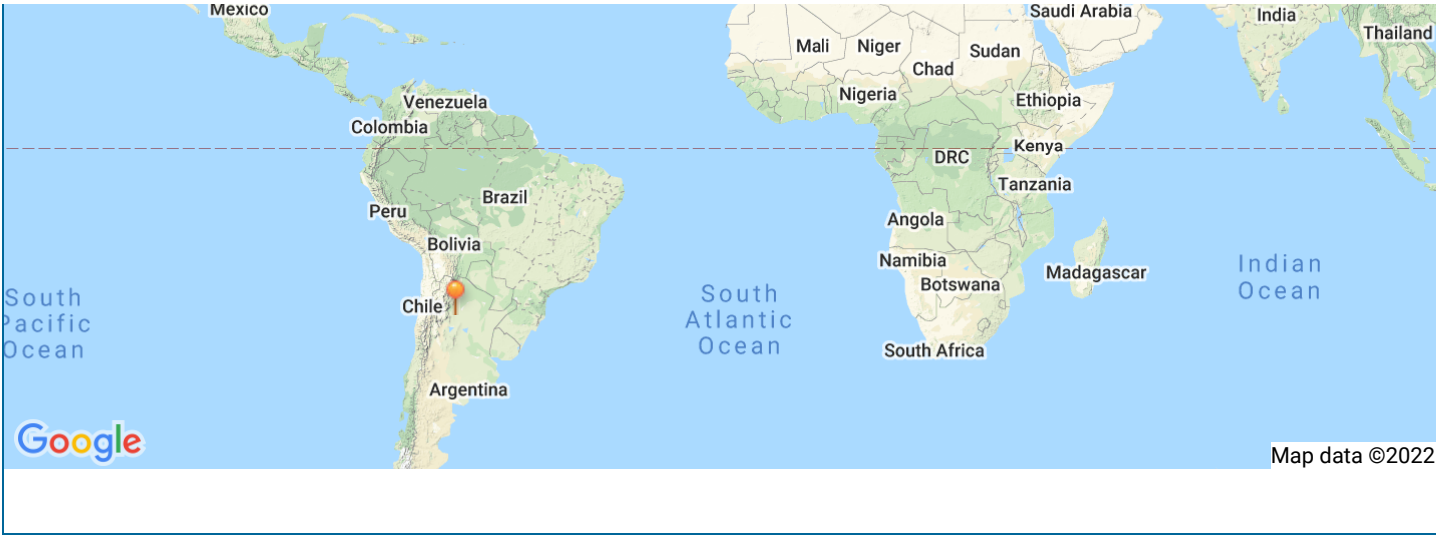 Mexico
Saudi Arabia
India
Thailand
Mali
Niger
Sudan
Chad
Nigeria
Ethiopia
Venezuela
Colombia
Kenya
DRC
Tanzania
Brazil
Peru
Angola
Bolivia
Namibia
Madagascar
Botswana
Indian
Ocean
South
Pacific
Ocean
Chile
South
Atlantic
Ocean
South Africa
Argentina
Google
Map data ©2022